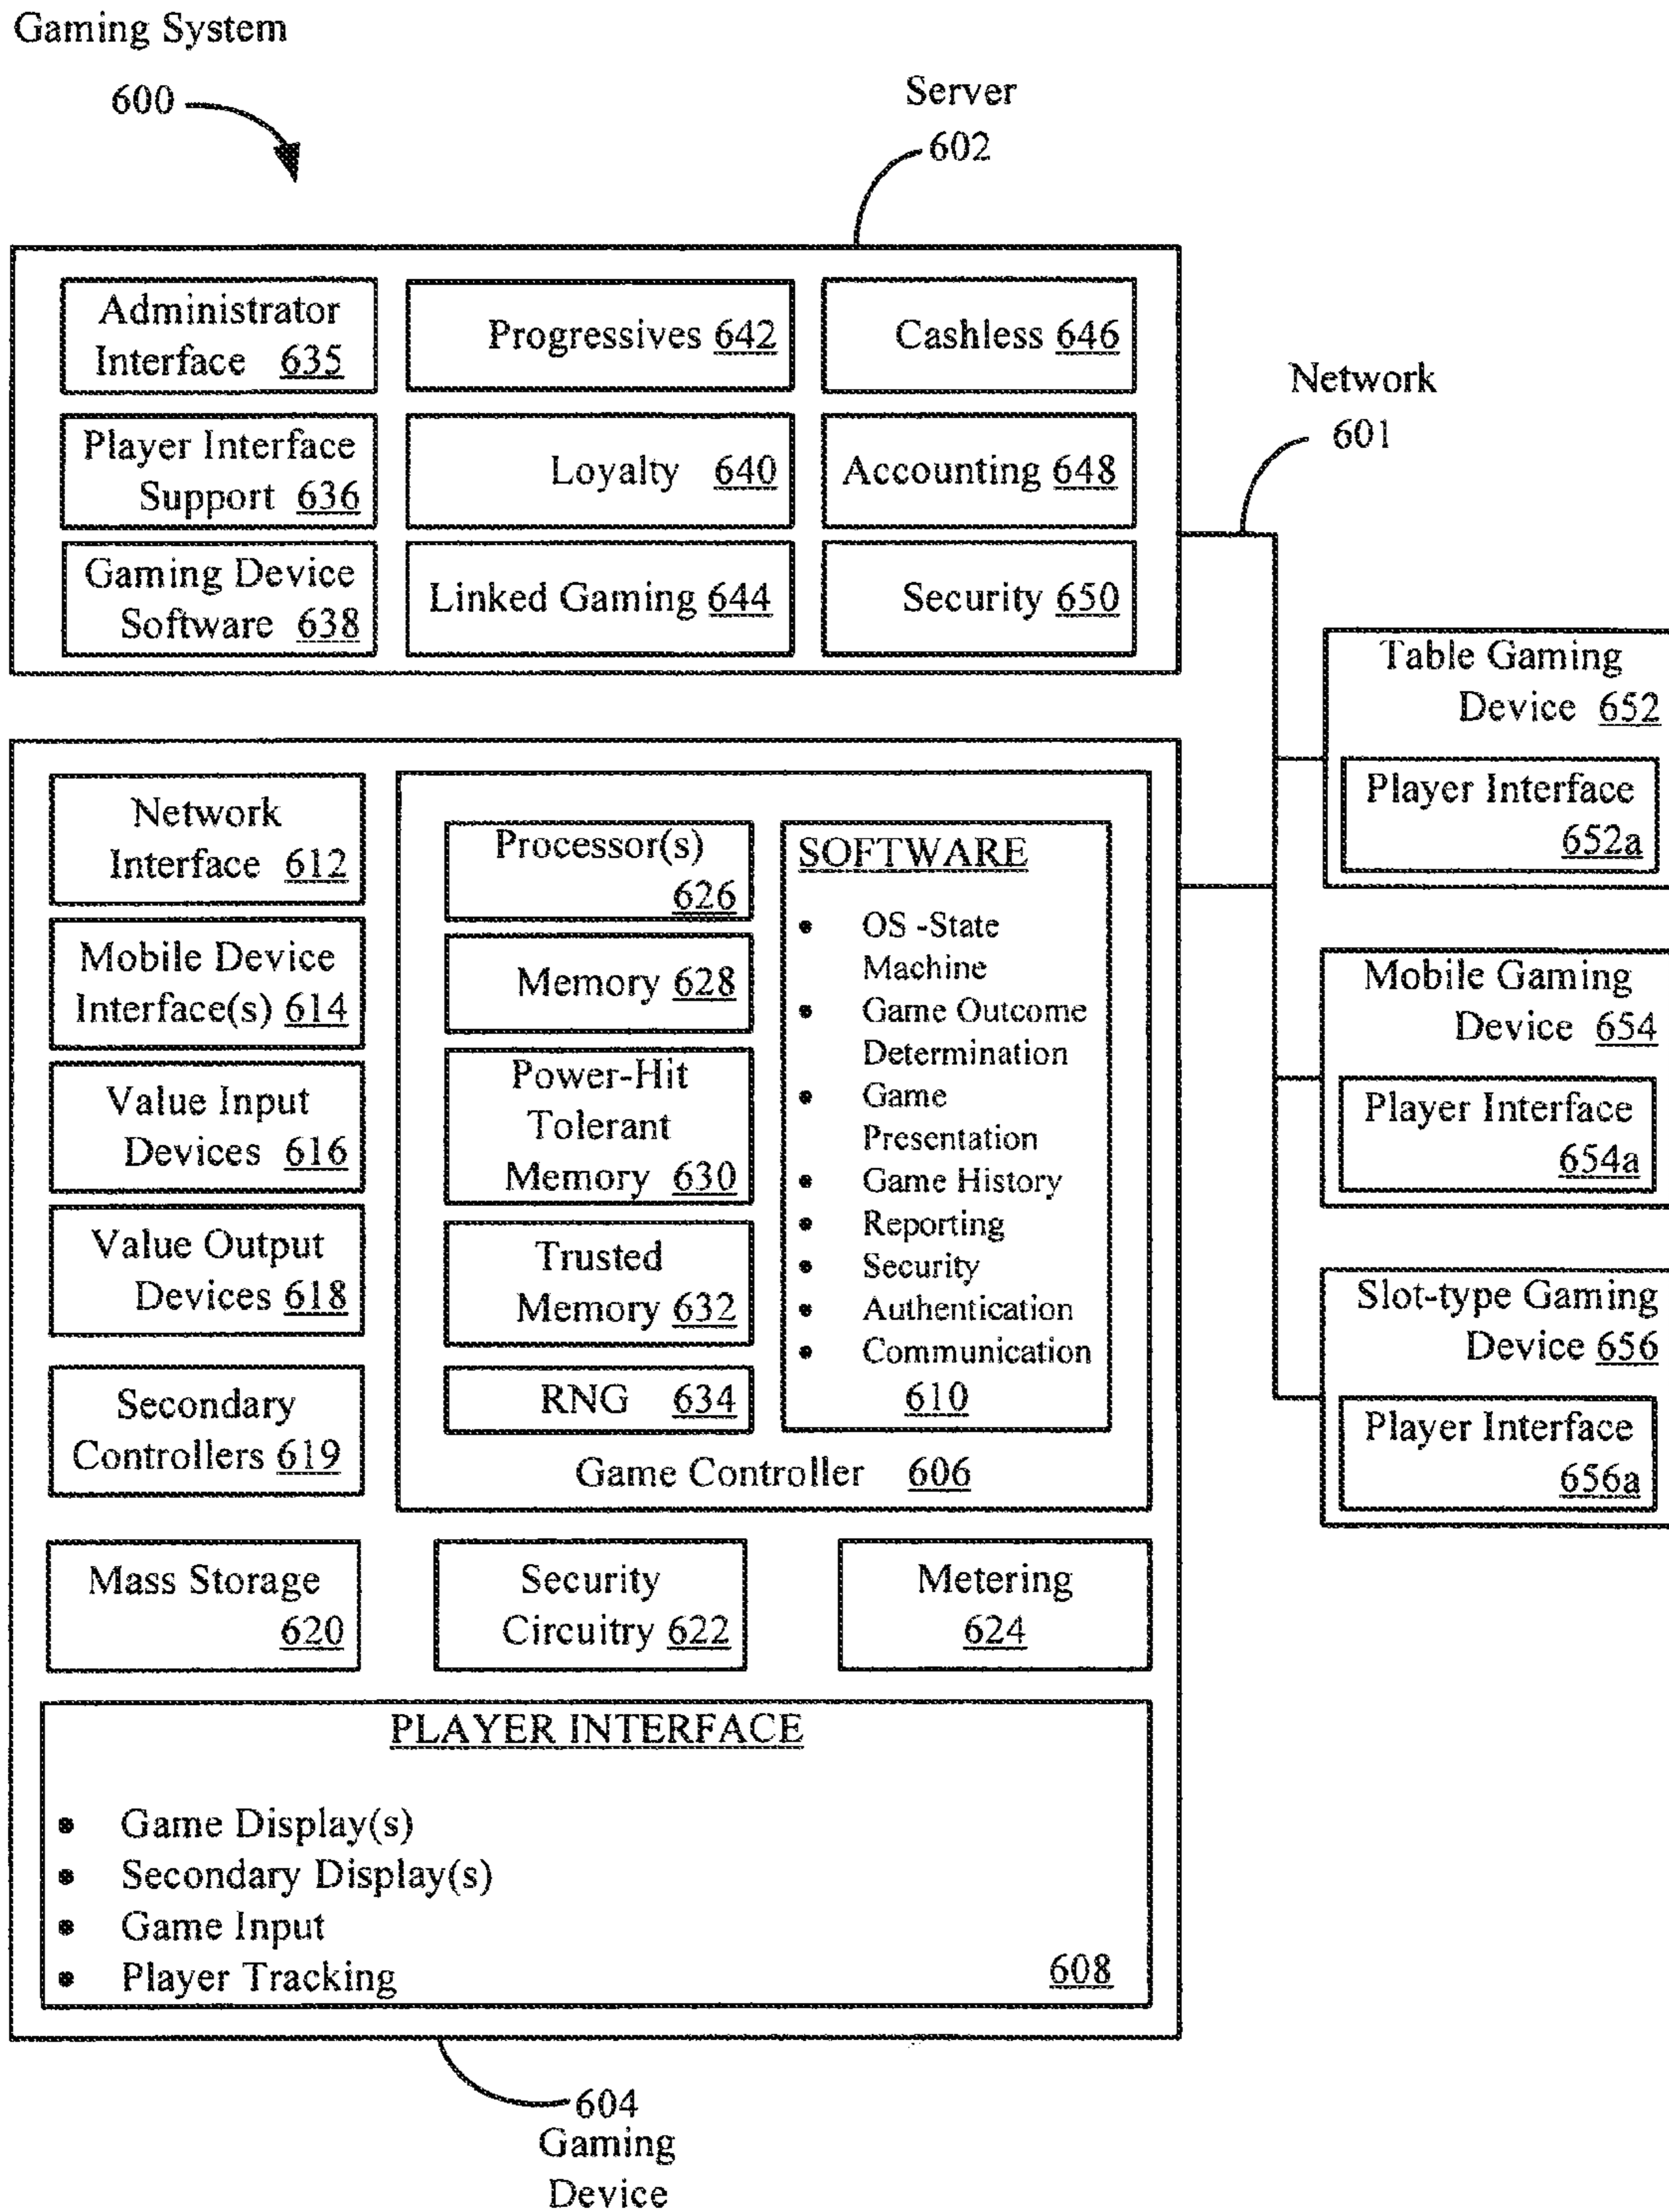 Gaming System
600
Server
602
Administrator
Interface 635
Progressives 642
Cashless 646
Player Interface
Support 636
Loyalty 640
Accounting 648
Gaming Device
Software 638
Linked Gaming 644
Security 650
Network
601
Table Gaming
Device 652
Player Interface
652a
Mobile Gaming
Device 654
Player Interface
654a
Slot-type Gaming
Device 656
Player Interface
656a
Network
Interface 612
Mobile Device
Interface(s) 614
Value Input
Devices 616
Value Output
Devices 618
Secondary
Controllers 619
Processor(s)
626
Memory 628
Power-Hit
Tolerant
Memory 630
Trusted
Memory 632
RNG 634
SOFTWARE
• OS -State
Machine
• Game Outcome
Determination
• Game
Presentation
• Game History
• Reporting
• Security
• Authentication
• Communication
610
Game Controller 606
Mass Storage
620
Security
Circuitry 622
Metering
624
PLAYER INTERFACE
• Game Display(s)
• Secondary Display(s)
• Game Input
• Player Tracking
608
604
Gaming
Device